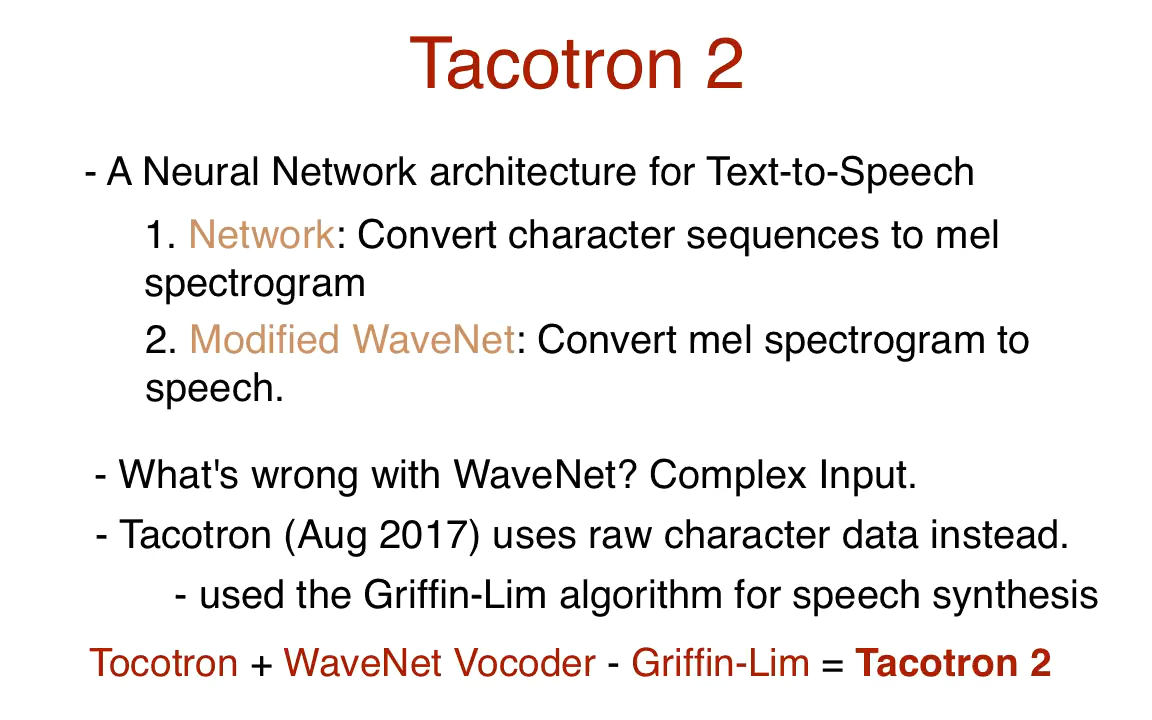 Tacotron 2
- A Neural Network architecture for Text-to-Speech
1. Network: Convert character sequences to mel
spectrogram
2. Modified WaveNet: Convert mel spectrogram to
speech.
- What's wrong with WaveNet? Complex Input.
- Tacotron (Aug 2017) uses raw character data instead.
- used the Griffin-Lim algorithm for speech synthesis
Tocotron + WaveNet Vocoder - Griffin-Lim = Tacotron 2